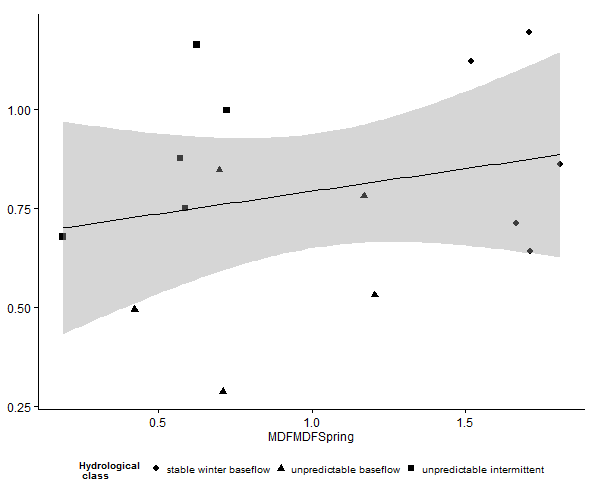 1.00
0.75
0.50
0.25
0.5 1.0 1.5
MDFMDFSpring
Hydrological class stable winter baseflow unpredictable baseflow unpredictable intermittent